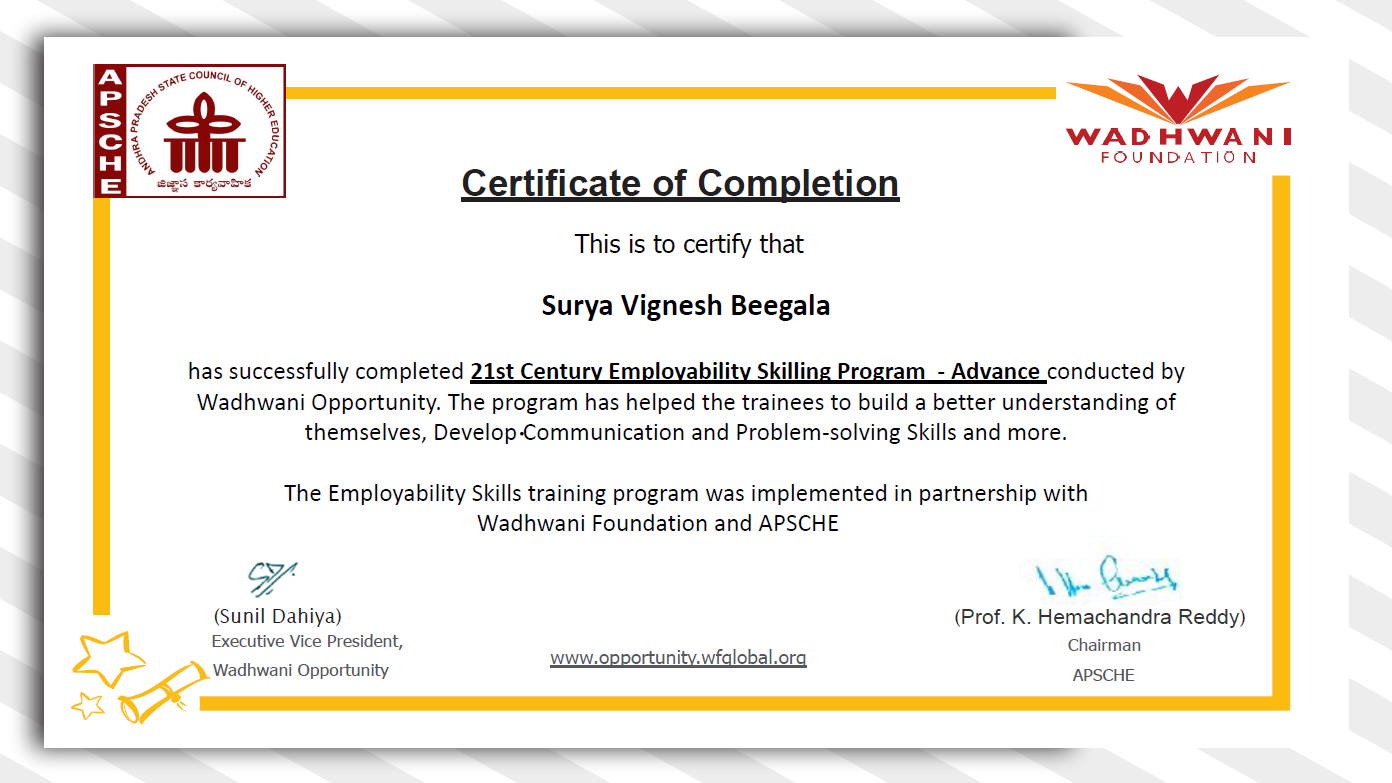 APSCHE
ANDHRA PRADESH STATE COUNCIL OF HIGHER EDUCATION
జిజ్ఞాస కార్యవాహిక
WADHWANI
FOUNDATION
Certificate of Completion
This is to certify that
Surya Vignesh Beegala
has successfully completed 21st Century Employability Skilling Program - Advance conducted by
Wadhwani Opportunity. The program has helped the trainees to build a better understanding of
themselves, Develop·Communication and Problem-solving Skills and more.
The Employability Skills training program was implemented in partnership with
Wadhwani Foundation and APSCHE
(Sunil Dahiya)
Executive Vice President,
Wadhwani Opportunity
www.opportunity.wfglobal.org
(Prof. K. Hemachandra Reddy)
Chairman
APSCHE